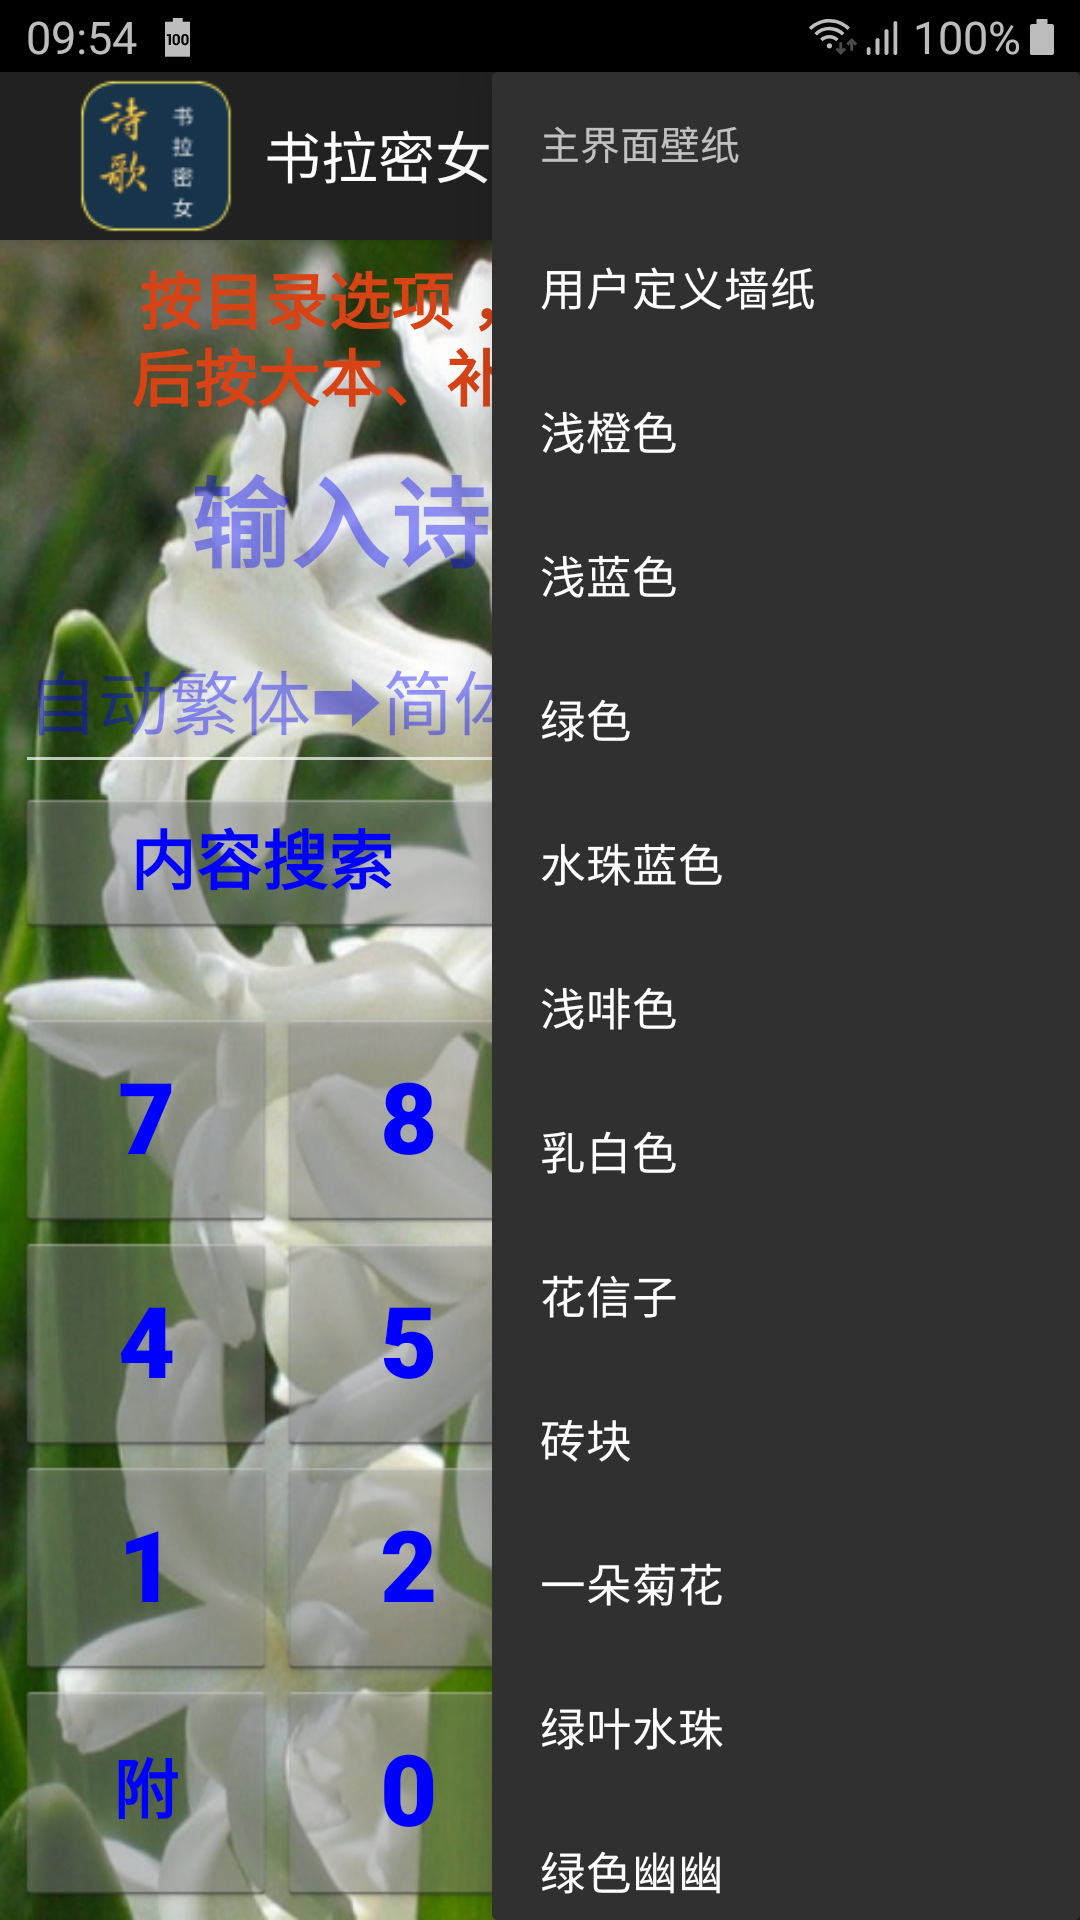 09:54
100
100%
诗歌
书拉密女
书拉密女
主界面壁纸
按目录选项，
后按大本、补
用户定义墙纸
浅橙色
输入诗
浅蓝色
自动繁体➡简体
绿色
内容搜索
水珠蓝色
浅啡色
7
8
乳白色
4
5
花信子
砖块
1
2
一朵菊花
绿叶水珠
附
0
绿色幽幽